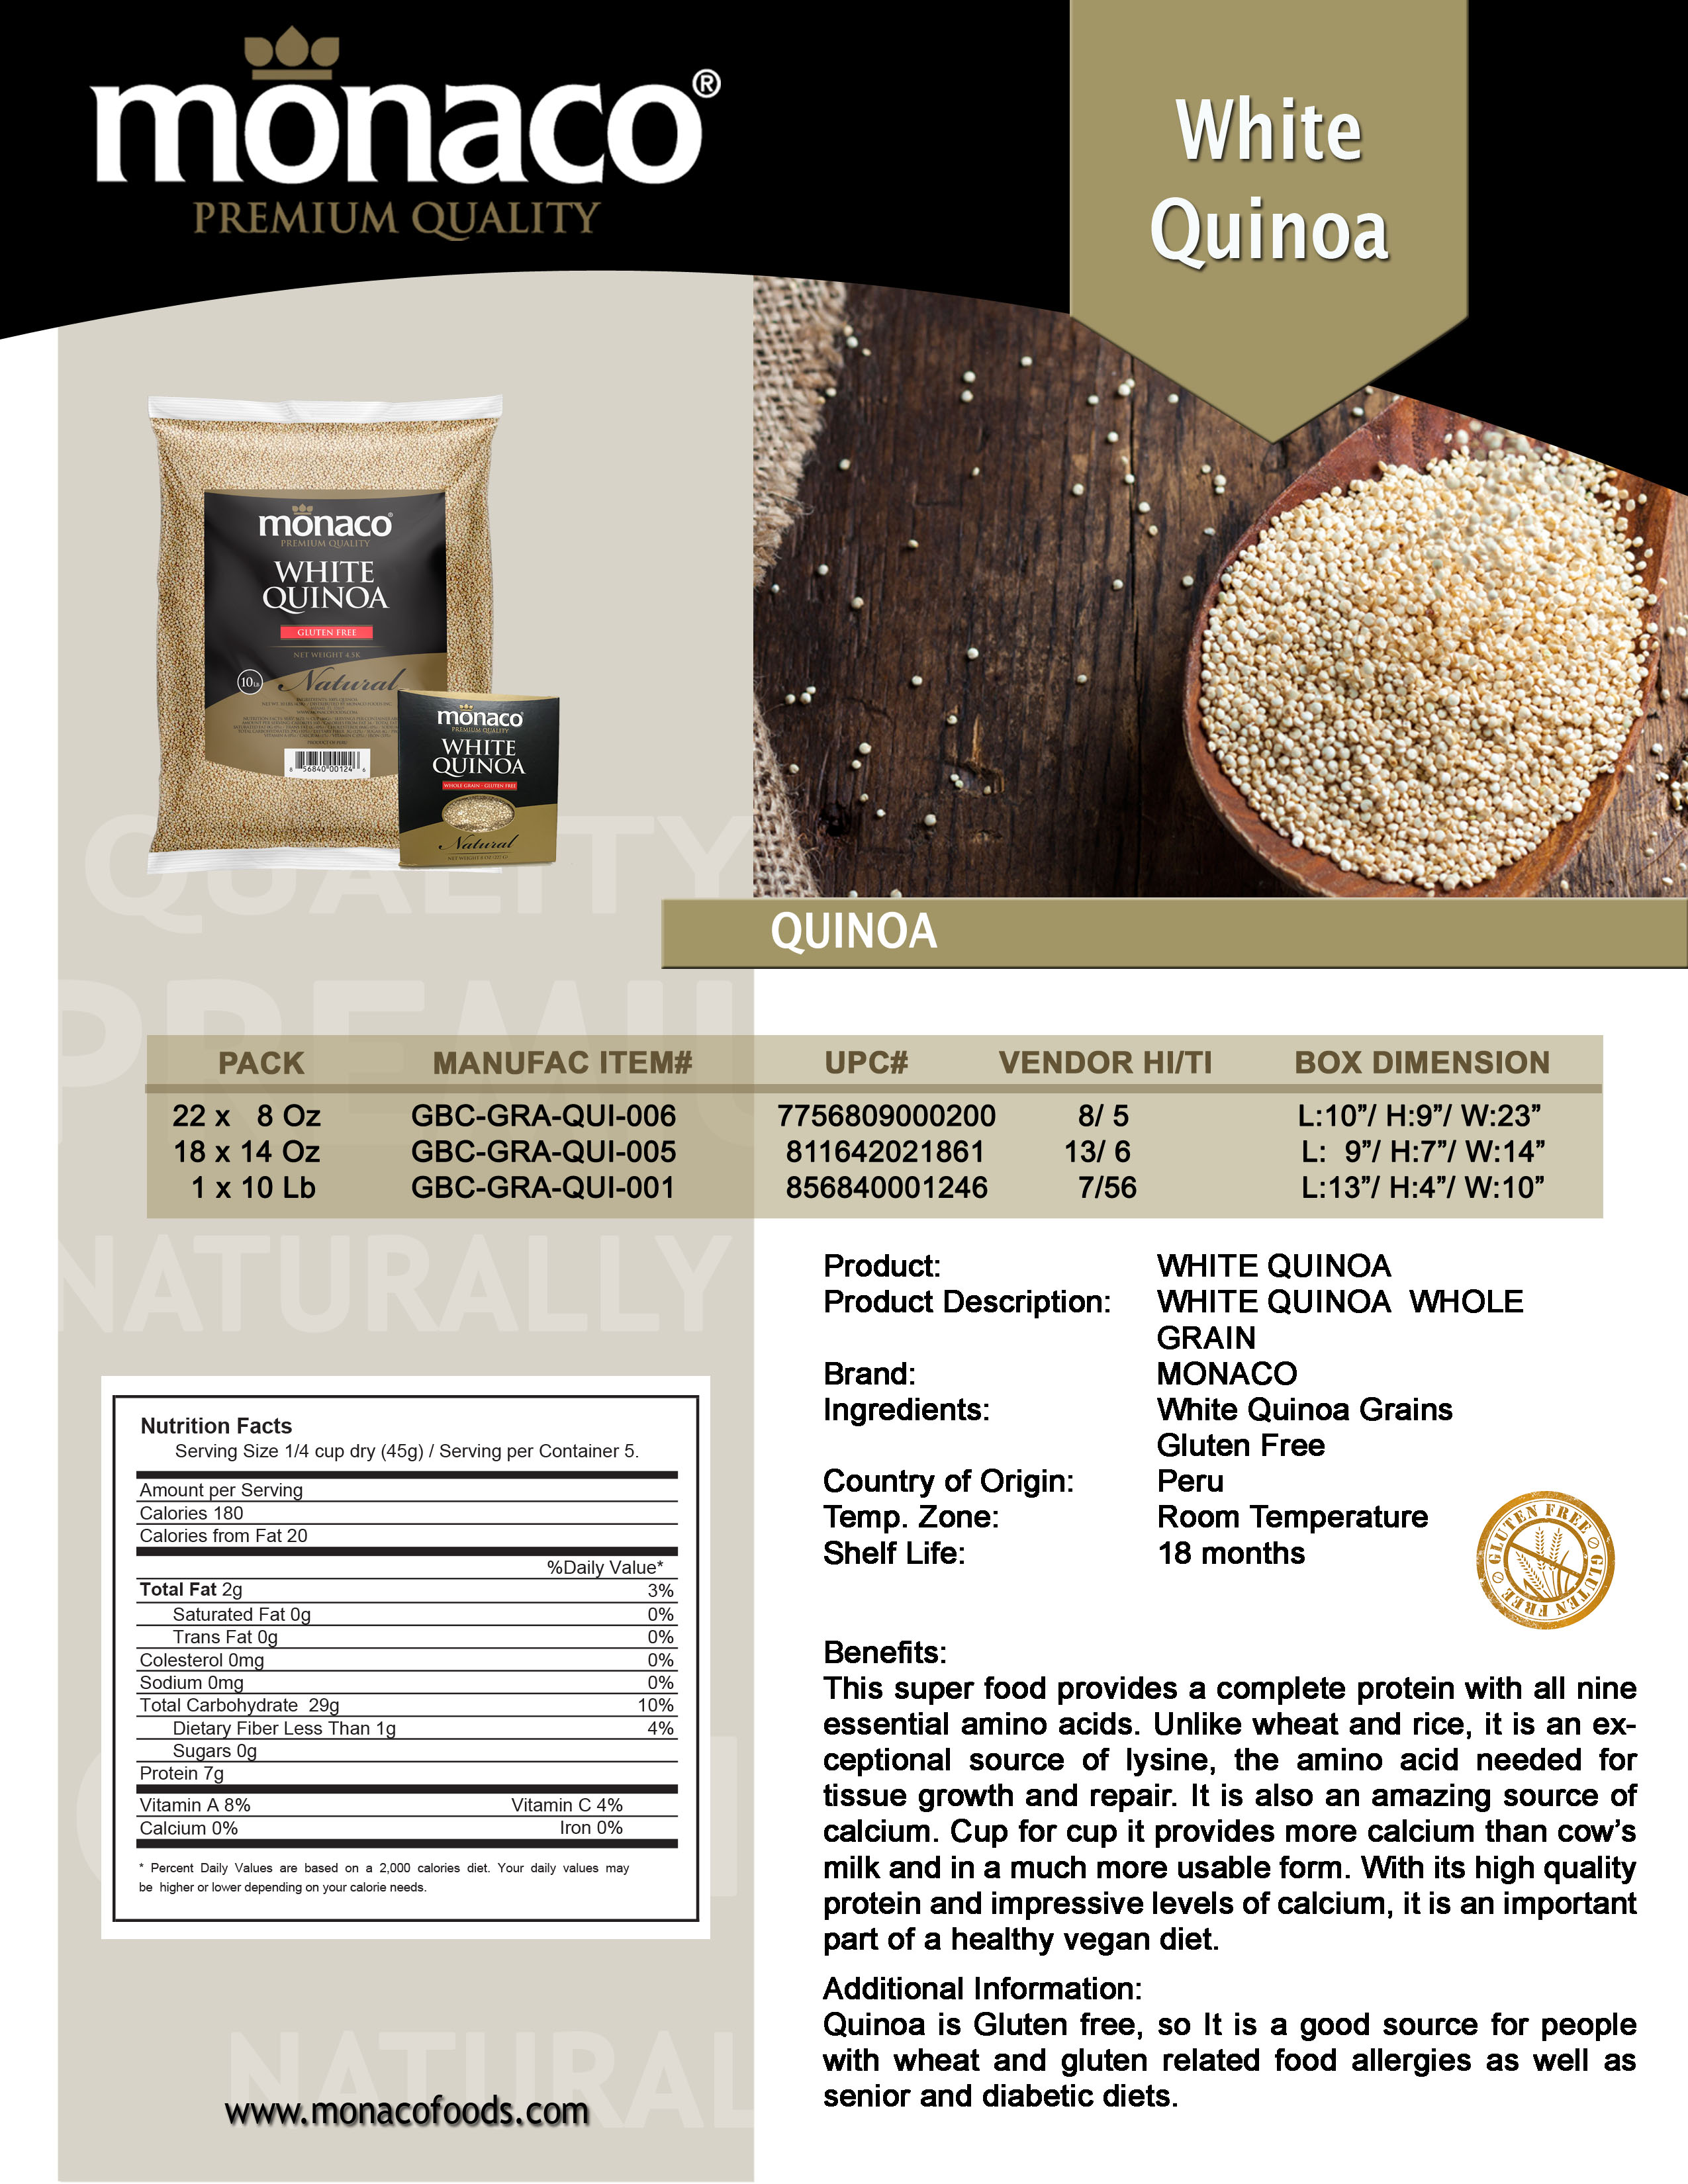 monaco®
PREMIUM QUALITY
White
Quinoa
monaco®
PREMIUM QUALITY
WHITE
QUINOA
GLUTEN FREE
NET WEIGHT 4.5K
10 Lb
Natural
8 56840 00124 6
monaco
PREMIUM QUALITY
WHITE
QUINOA
WHOLE GRAIN - GLUTEN FREE
Natural
QUALITY
QUINOA
PREMIU
PACK MANUFAC ITEM# UPC# VENDOR HI/TI BOX DIMENSION
22 x 8 Oz GBC-GRA-QUI-006 7756809000200 8/ 5 L:10”/ H:9”/ W:23”
18 x 14 Oz GBC-GRA-QUI-005 811642021861 13/ 6 L: 9”/ H:7”/ W:14”
1 x 10 Lb GBC-GRA-QUI-001 856840001246 7/56 L:13”/ H:4”/ W:10”
NATURALLY
Nutrition Facts
Serving Size 1/4 cup dry (45g) / Serving per Container 5.
Amount per Serving
Calories 180
Calories from Fat 20
%Daily Value*
Total Fat 2g 3%
Saturated Fat 0g 0%
Trans Fat 0g 0%
Colesterol 0mg 0%
Sodium 0mg 0%
Total Carbohydrate 29g 10%
Dietary Fiber Less Than 1g 4%
Sugars 0g
Protein 7g
Vitamin A 8% Vitamin C 4%
Calcium 0% Iron 0%
* Percent Daily Values are based on a 2,000 calories diet. Your daily values may
be higher or lower depending on your calorie needs.
Product: WHITE QUINOA
Product Description: WHITE QUINOA WHOLE
GRAIN
Brand: MONACO
Ingredients: White Quinoa Grains
Gluten Free
Country of Origin: Peru
Temp. Zone: Room Temperature
Shelf Life: 18 months
GLUTEN FREE GLUTEN FREE
Benefits:
This super food provides a complete protein with all nine
essential amino acids. Unlike wheat and rice, it is an ex-
ceptional source of lysine, the amino acid needed for
tissue growth and repair. It is also an amazing source of
calcium. Cup for cup it provides more calcium than cow’s
milk and in a much more usable form. With its high quality
protein and impressive levels of calcium, it is an important
part of a healthy vegan diet.
Additional Information:
Quinoa is Gluten free, so It is a good source for people
with wheat and gluten related food allergies as well as
senior and diabetic diets.
NATURAL
www.monacofoods.com